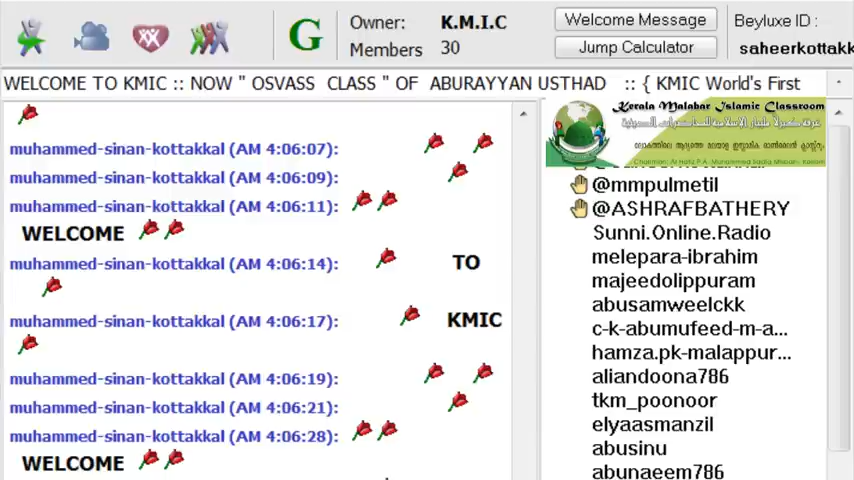 Owner: K.M.I.C
Members 30
Welcome Message
Jump Calculator
Beyluxe ID :
saheerkottakk
G
WELCOME TO KMIC :: NOW " OSVASS CLASS " OF ABURAYYAN USTHAD :: { KMIC World's First
muhammed-sinan-kottakkal (AM 4:06:07):
muhammed-sinan-kottakkal (AM 4:06:09):
muhammed-sinan-kottakkal (AM 4:06:11):
WELCOME
muhammed-sinan-kottakkal (AM 4:06:14): TO
muhammed-sinan-kottakkal (AM 4:06:17): KMIC
muhammed-sinan-kottakkal (AM 4:06:19):
muhammed-sinan-kottakkal (AM 4:06:21):
muhammed-sinan-kottakkal (AM 4:06:28):
WELCOME
Kerala Malabar Islamic Classroom
@mmpulmetil
@ASHRAFBATHERY
Sunni.Online.Radio
melepara-ibrahim
majeedolippuram
abusamweelckk
c-k-abumufeed-m-a...
hamza.pk-malappur...
aliandoona786
tkm_poonoor
elyaasmanzil
abusinu
abunaeem786